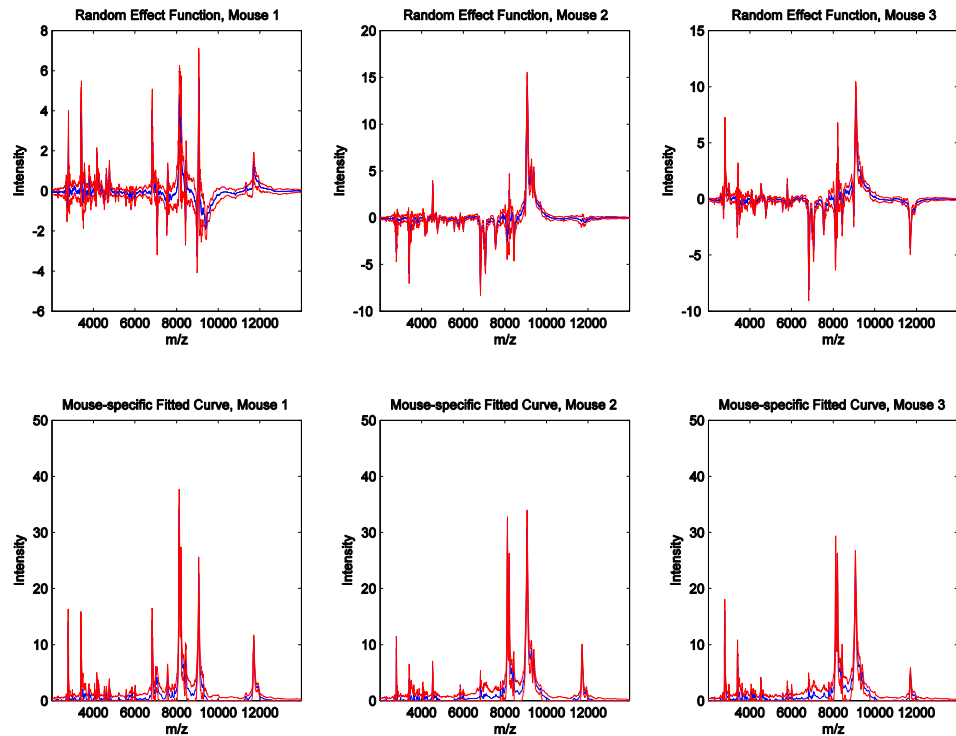 Random Effect Function, Mouse 1
8
6
4
2
0
-2
-4
-6
Intensity
4000 6000 8000 10000 12000
m/z
Random Effect Function, Mouse 2
20
15
10
5
0
-5
-10
Intensity
4000 6000 8000 10000 12000
m/z
Random Effect Function, Mouse 3
15
10
5
0
-5
-10
Intensity
4000 6000 8000 10000 12000
m/z
Mouse-specific Fitted Curve, Mouse 1
50
40
30
20
10
0
Intensity
4000 6000 8000 10000 12000
m/z
Mouse-specific Fitted Curve, Mouse 2
50
40
30
20
10
0
Intensity
4000 6000 8000 10000 12000
m/z
Mouse-specific Fitted Curve, Mouse 3
50
40
30
20
10
0
Intensity
4000 6000 8000 10000 12000
m/z